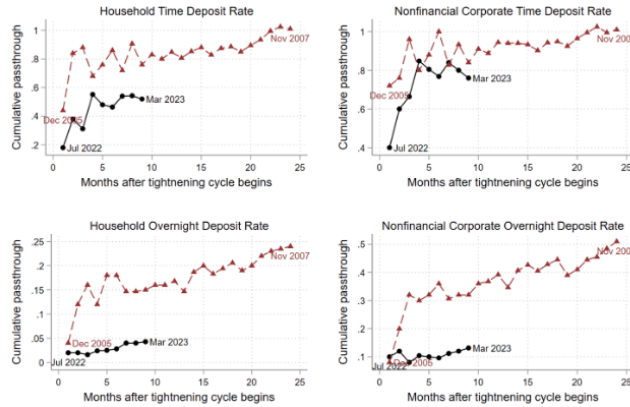 Household Time Deposit Rate
Cumulative passthrough
1
.8
.6
.4
.2
Nov 2007
Dec 2005
Mar 2023
Jul 2022
0 5 10 15 20 25
Months after tightnening cycle begins
Nonfinancial Corporate Time Deposit Rate
Cumulative passthrough
1
.8
.6
.4
Nov 2007
Dec 2005
Mar 2023
Jul 2022
0 5 10 15 20 25
Months after tightnening cycle begins
Household Overnight Deposit Rate
Cumulative passthrough
.25
.2
.15
.1
.05
0
Nov 2007
Dec 2005
Mar 2023
Jul 2022
0 5 10 15 20 25
Months after tightening cycle begins
Nonfinancial Corporate Overnight Deposit Rate
Cumulative passthrough
.5
.4
.3
.2
.1
Nov 2007
Dec 2005
Mar 2023
Jul 2022
0 5 10 15 20 25
Months after tightening cycle begins